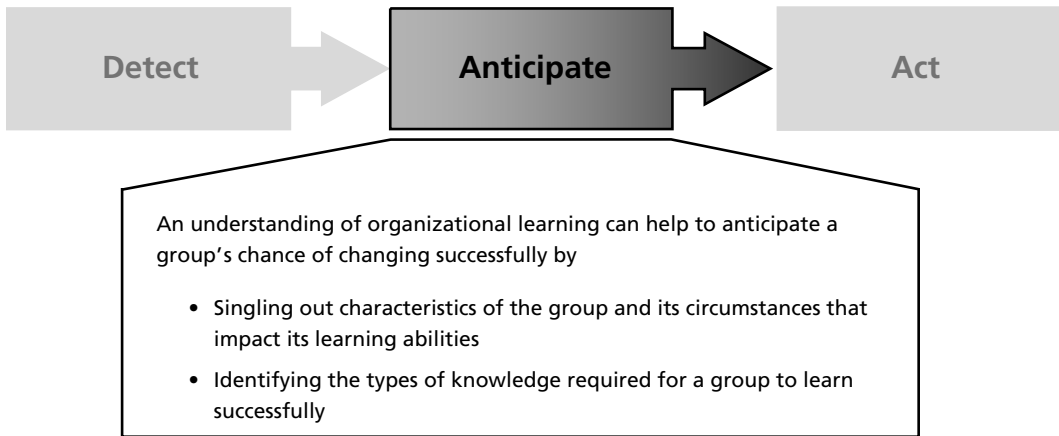 Detect
Anticipate
Act
An understanding of organizational learning can help to anticipate a
group's chance of changing successfully by
• Singling out characteristics of the group and its circumstances that
impact its learning abilities
• Identifying the types of knowledge required for a group to learn
successfully